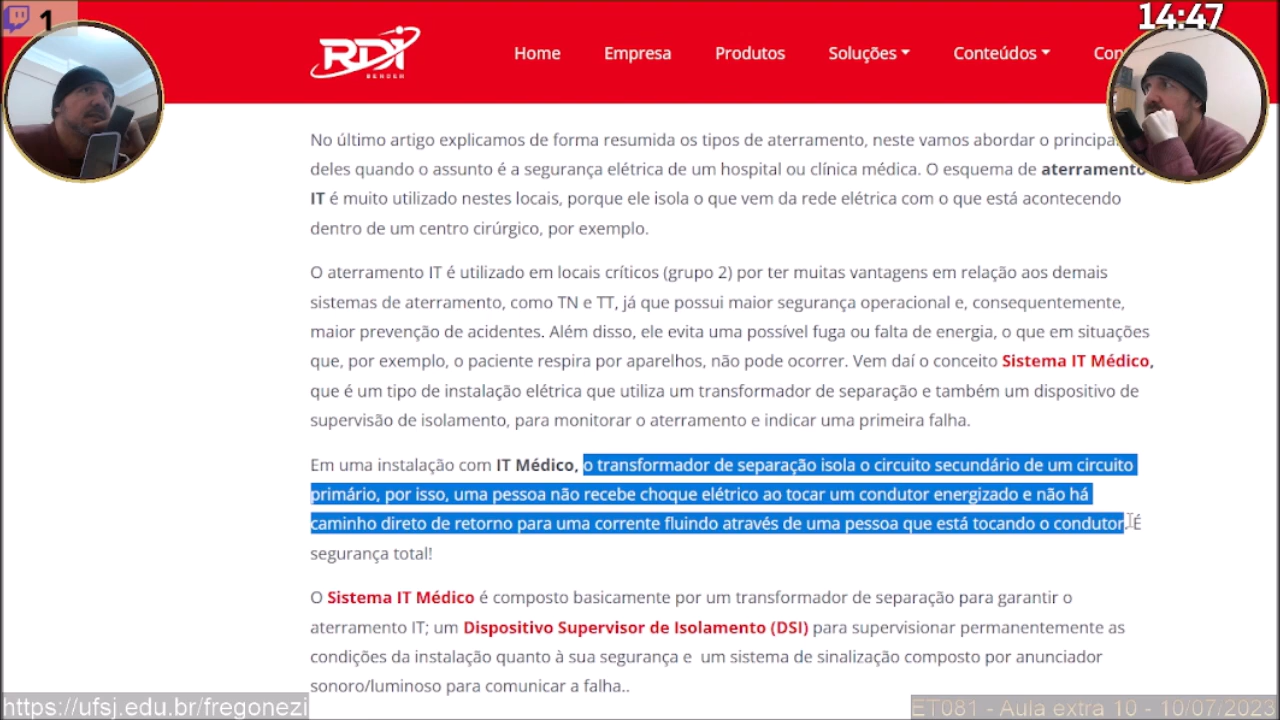 1
14:47
RDI
BENDER
Home Empresa Produtos Soluções Conteúdos
No último artigo explicamos de forma resumida os tipos de aterramento, neste vamos abordar o principal
deles quando o assunto é a segurança elétrica de um hospital ou clínica médica. O esquema de aterramento
IT é muito utilizado nestes locais, porque ele isola o que vem da rede elétrica com o que está acontecendo
dentro de um centro cirúrgico, por exemplo.
O aterramento IT é utilizado em locais críticos (grupo 2) por ter muitas vantagens em relação aos demais
sistemas de aterramento, como TN e TT, já que possui maior segurança operacional e, consequentemente,
maior prevenção de acidentes. Além disso, ele evita uma possível fuga ou falta de energia, o que em situações
que, por exemplo, o paciente respira por aparelhos, não pode ocorrer. Vem daí o conceito Sistema IT Médico,
que é um tipo de instalação elétrica que utiliza um transformador de separação e também um dispositivo de
supervisão de isolamento, para monitorar o aterramento e indicar uma primeira falha.
Em uma instalação com IT Médico, o transformador de separação isola o circuito secundário de um circuito
primário, por isso, uma pessoa não recebe choque elétrico ao tocar um condutor energizado e não há
caminho direto de retorno para uma corrente fluindo através de uma pessoa que está tocando o condutor. É
segurança total!
O Sistema IT Médico é composto basicamente por um transformador de separação para garantir o
aterramento IT; um Dispositivo Supervisor de Isolamento (DSI) para supervisionar permanentemente as
condições da instalação quanto à sua segurança e um sistema de sinalização composto por anunciador
sonoro/luminoso para comunicar a falha..
https://ufsj.edu.br/fregonezi
ET081 - Aula extra 10 - 10/07/2023